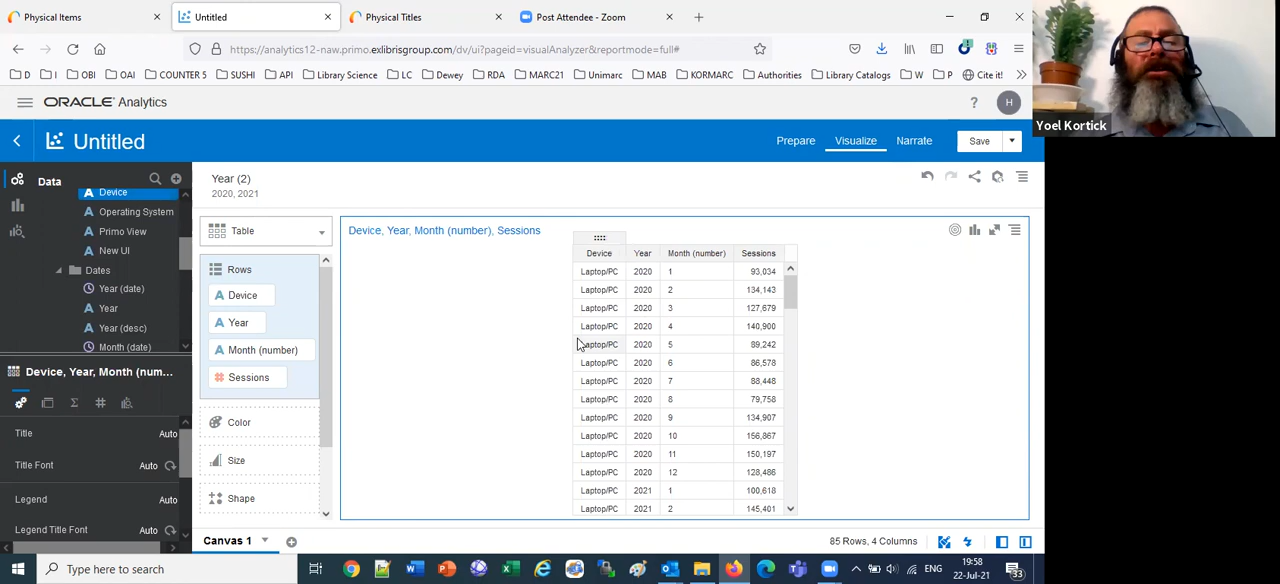 Physical Items
Untitled
Physical Titles
Post Attendee - Zoom
https://analytics12-naw.primo.exlibrisgroup.com/dv/ui?pageid=visualAnalyzer&reportmode=full#
D I OBI OAI COUNTER 5 SUSHI API Library Science LC Dewey RDA MARC21 Unimarc MAB KORMARC Authorities Library Catalogs W P Cite it!
ORACLE Analytics
? H
Yoel Kortick
Untitled
Prepare Visualize Narrate Save
Data
Device
Operating System
Primo View
New UI
Dates
Year (date)
Year
Year (desc)
Month (date)
Device, Year, Month (num...
Title Auto
Title Font Auto
Legend Auto
Legend Title Font Auto
Year (2)
2020, 2021
Table
Rows
Device
Year
Month (number)
Sessions
Color
Size
Shape
Device, Year, Month (number), Sessions
Device Year Month (number) Sessions
Laptop/PC 2020 1 93,034
Laptop/PC 2020 2 134,143
Laptop/PC 2020 3 127,679
Laptop/PC 2020 4 140,900
Laptop/PC 2020 5 89,242
Laptop/PC 2020 6 86,578
Laptop/PC 2020 7 88,448
Laptop/PC 2020 8 79,758
Laptop/PC 2020 9 134,907
Laptop/PC 2020 10 156,867
Laptop/PC 2020 11 150,197
Laptop/PC 2020 12 128,486
Laptop/PC 2021 1 100,618
Laptop/PC 2021 2 145,401
Canvas 1
85 Rows, 4 Columns
Type here to search
ENG
19:58
22-Jul-21
33